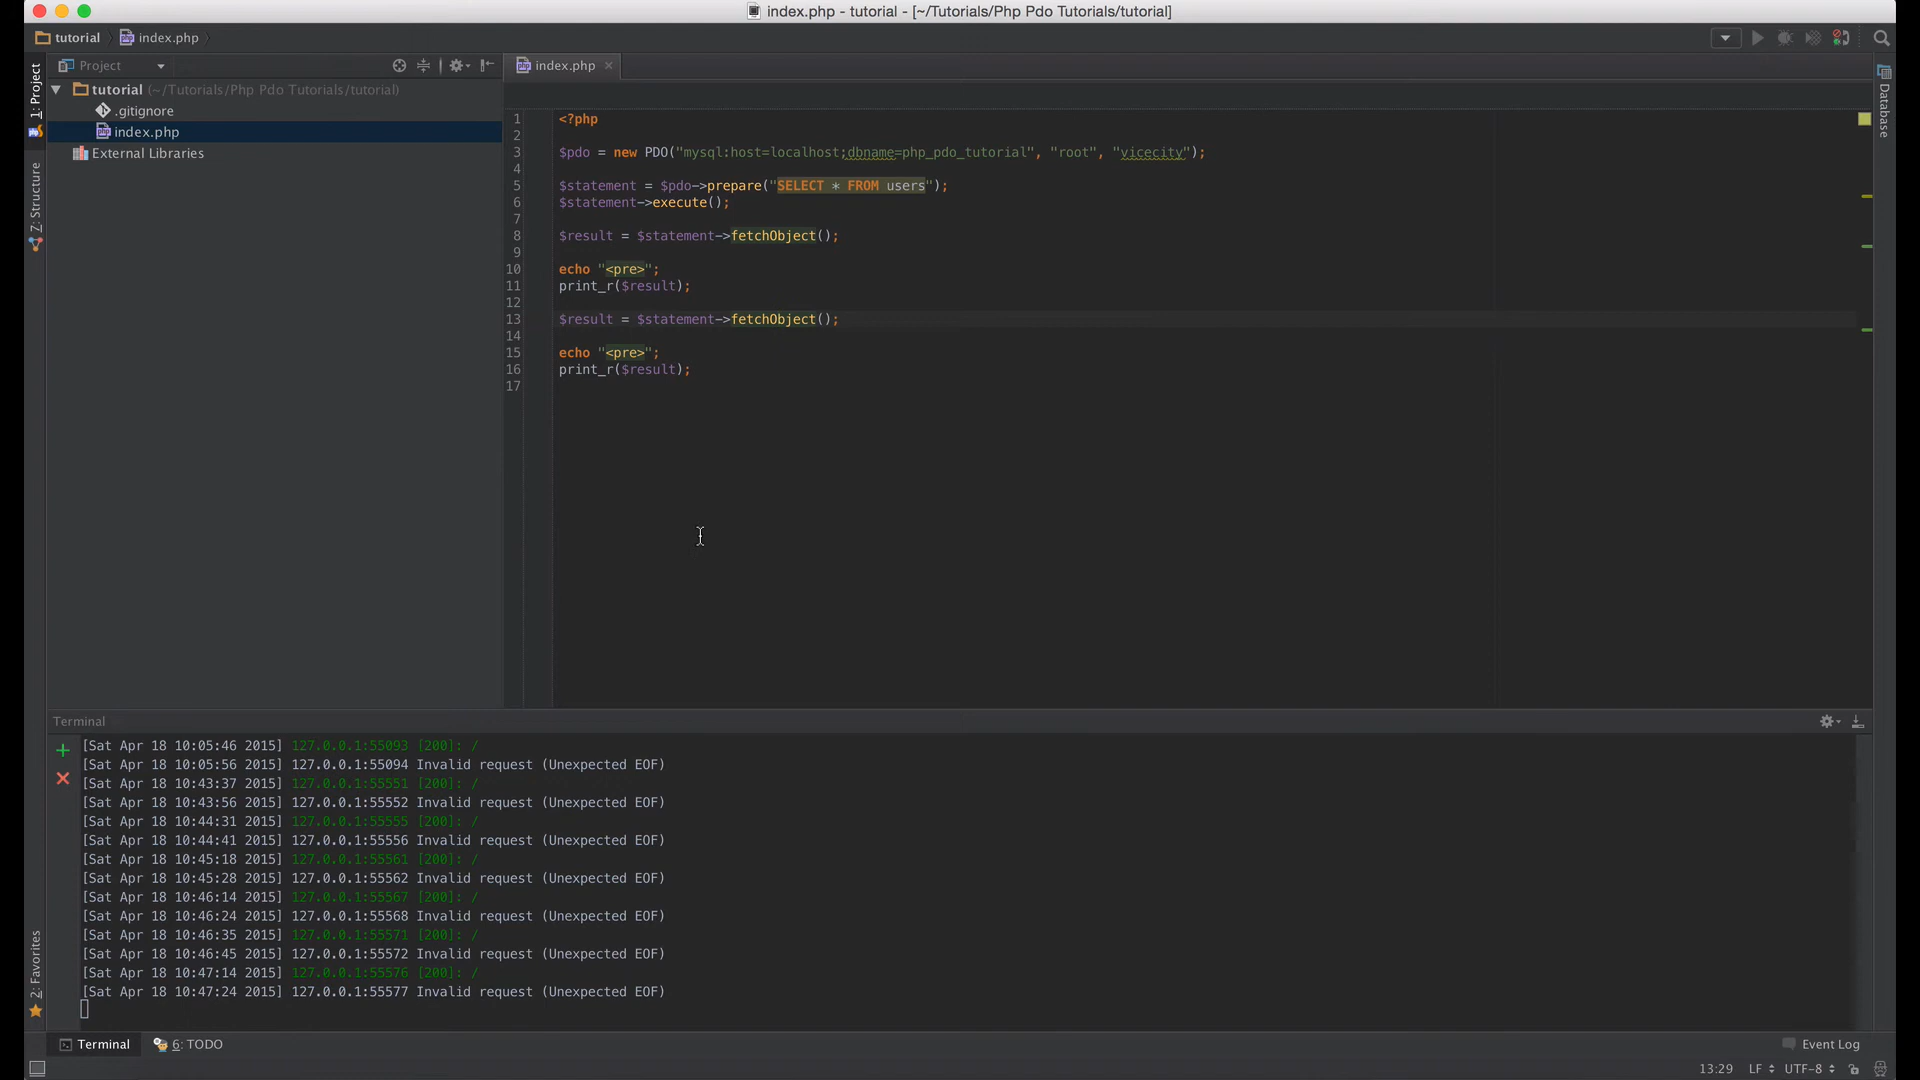 index.php - tutorial - [~/Tutorials/Php Pdo Tutorials/tutorial]
tutorial index.php
1: Project
Project
index.php
Database
tutorial (~/Tutorials/Php Pdo Tutorials/tutorial)
.gitignore
index.php
External Libraries
Z: Structure
1 <?php
2
3 $pdo = new PDO("mysql:host=localhost;dbname=php_pdo_tutorial", "root", "vicecity");
4
5 $statement = $pdo->prepare("SELECT * FROM users");
6 $statement->execute();
7
8 $result = $statement->fetchObject();
9
10 echo "<pre>";
11 print_r($result);
12
13 $result = $statement->fetchObject();
14
15 echo "<pre>";
16 print_r($result);
17
Terminal
[Sat Apr 18 10:05:46 2015] 127.0.0.1:55093 [200]: /
[Sat Apr 18 10:05:56 2015] 127.0.0.1:55094 Invalid request (Unexpected EOF)
[Sat Apr 18 10:43:37 2015] 127.0.0.1:55551 [200]: /
[Sat Apr 18 10:43:56 2015] 127.0.0.1:55552 Invalid request (Unexpected EOF)
[Sat Apr 18 10:44:31 2015] 127.0.0.1:55555 [200]: /
[Sat Apr 18 10:44:41 2015] 127.0.0.1:55556 Invalid request (Unexpected EOF)
[Sat Apr 18 10:45:18 2015] 127.0.0.1:55561 [200]: /
[Sat Apr 18 10:45:28 2015] 127.0.0.1:55562 Invalid request (Unexpected EOF)
[Sat Apr 18 10:46:14 2015] 127.0.0.1:55567 [200]: /
[Sat Apr 18 10:46:24 2015] 127.0.0.1:55568 Invalid request (Unexpected EOF)
[Sat Apr 18 10:46:35 2015] 127.0.0.1:55571 [200]: /
[Sat Apr 18 10:46:45 2015] 127.0.0.1:55572 Invalid request (Unexpected EOF)
[Sat Apr 18 10:47:14 2015] 127.0.0.1:55576 [200]: /
[Sat Apr 18 10:47:24 2015] 127.0.0.1:55577 Invalid request (Unexpected EOF)
2: Favorites
Terminal 6: TODO Event Log
13:29 LF UTF-8